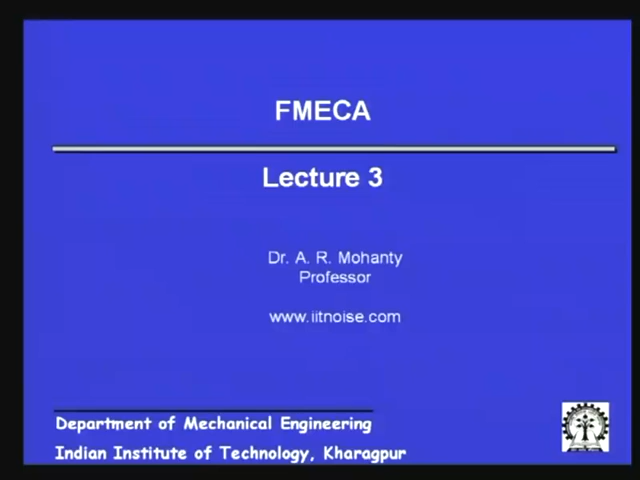 FMECA
Lecture 3
Dr. A. R. Mohanty
Professor
www.iitnoise.com
Department of Mechanical Engineering
Indian Institute of Technology, Kharagpur